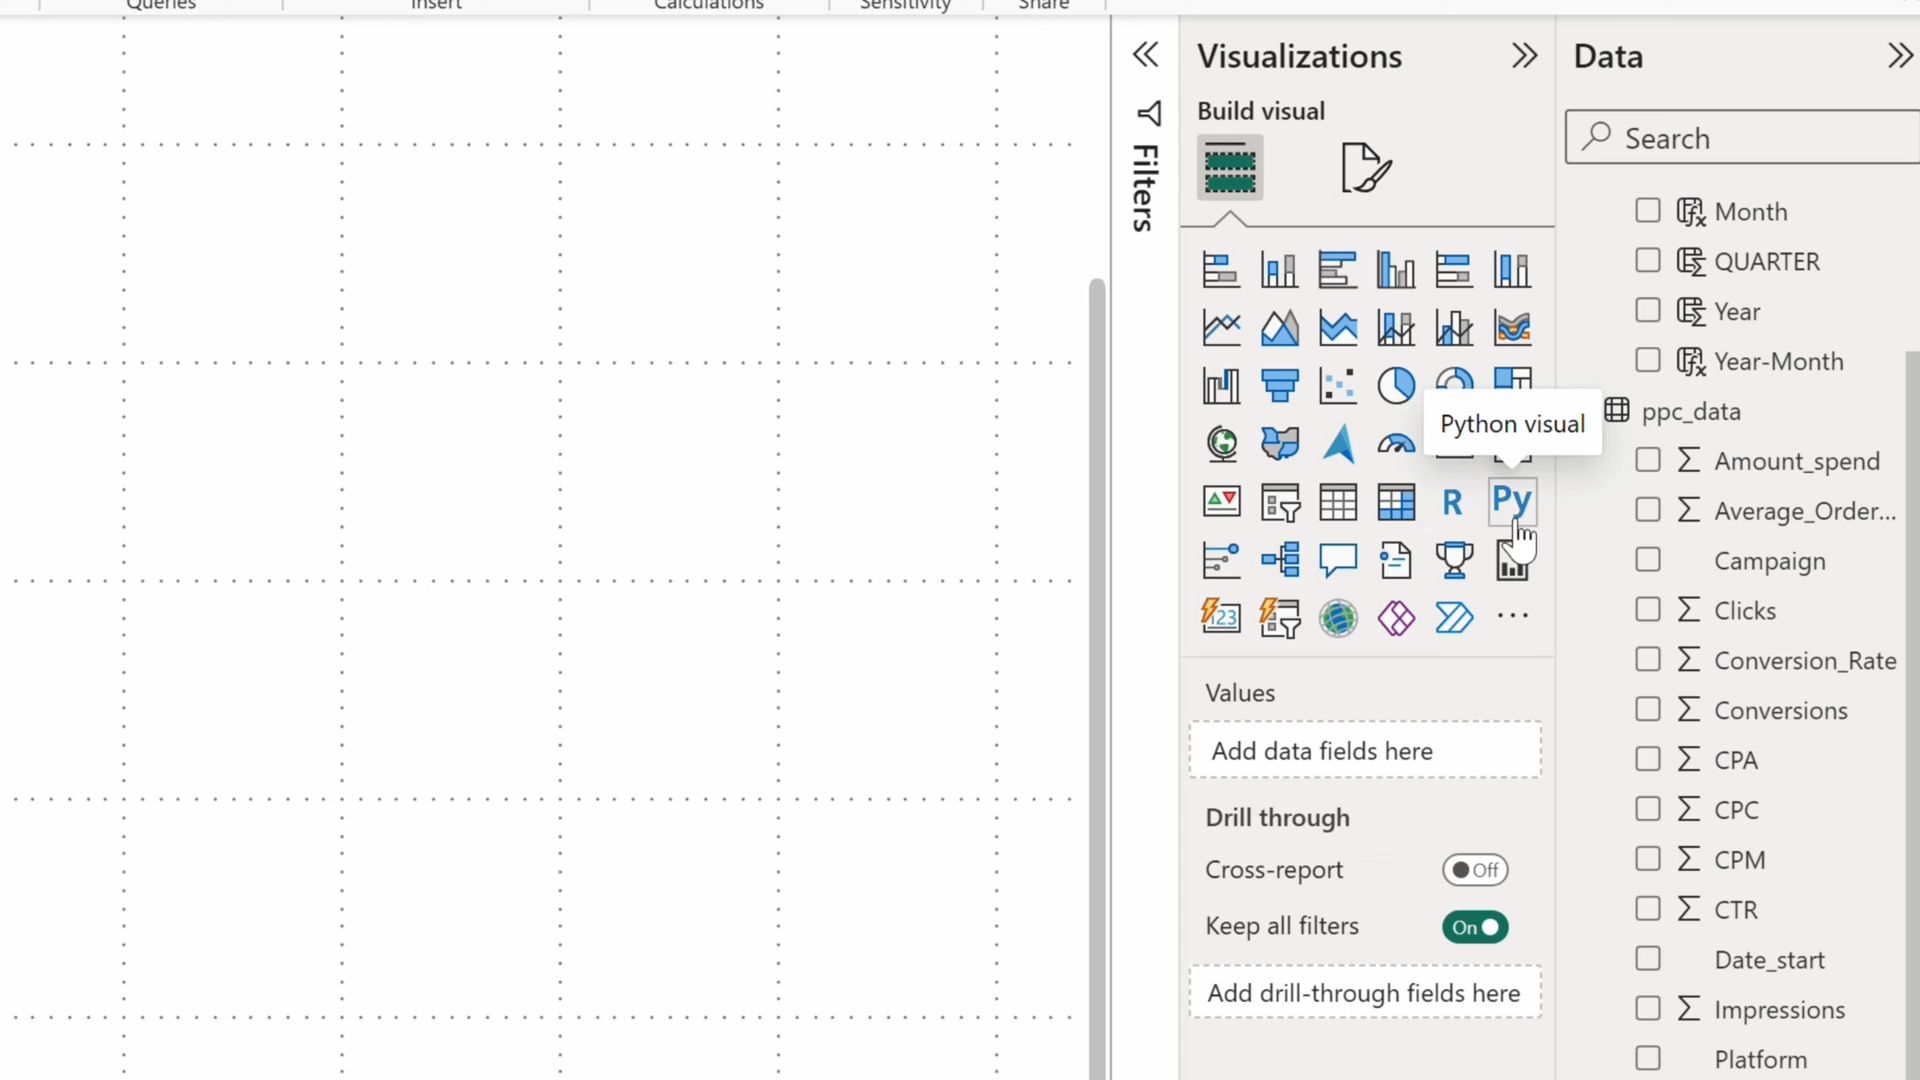 Queries
Insert
Calculations
Sensitivity
Share
Filters
Visualizations
Build visual
Python visual
R
Py
123
Values
Add data fields here
Drill through
Cross-report
Off
Keep all filters
On
Add drill-through fields here
Data
Search
Month
QUARTER
Year
Year-Month
ppc_data
Amount_spend
Average_Order...
Campaign
Clicks
Conversion_Rate
Conversions
CPA
CPC
CPM
CTR
Date_start
Impressions
Platform